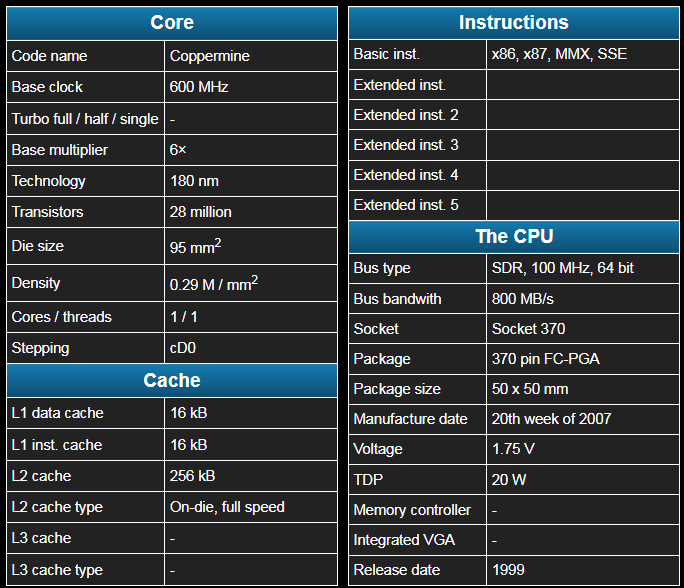 Core
Code name Coppermine
Base clock 600 MHz
Turbo full / half / single -
Base multiplier 6×
Technology 180 nm
Transistors 28 million
Die size 95 mm2
Density 0.29 M / mm2
Cores / threads 1 / 1
Stepping cD0
Cache
L1 data cache 16 kB
L1 inst. cache 16 kB
L2 cache 256 kB
L2 cache type On-die, full speed
L3 cache -
L3 cache type -
Instructions
Basic inst. x86, x87, MMX, SSE
Extended inst.
Extended inst. 2
Extended inst. 3
Extended inst. 4
Extended inst. 5
The CPU
Bus type SDR, 100 MHz, 64 bit
Bus bandwith 800 MB/s
Socket Socket 370
Package 370 pin FC-PGA
Package size 50 x 50 mm
Manufacture date 20th week of 2007
Voltage 1.75 V
TDP 20 W
Memory controller -
Integrated VGA -
Release date 1999